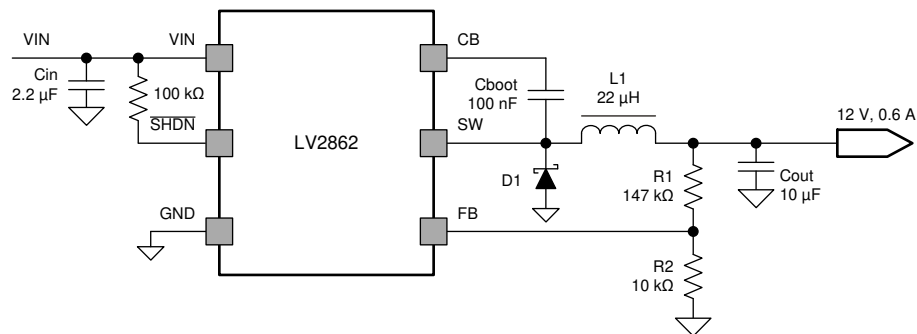 VIN
VIN
CB
Cin
2.2 µF
100 kΩ
SHDN
LV2862
Cboot
100 nF
L1
22 µH
SW
12 V, 0.6 A
D1
R1
147 kΩ
Cout
10 µF
GND
FB
R2
10 kΩ